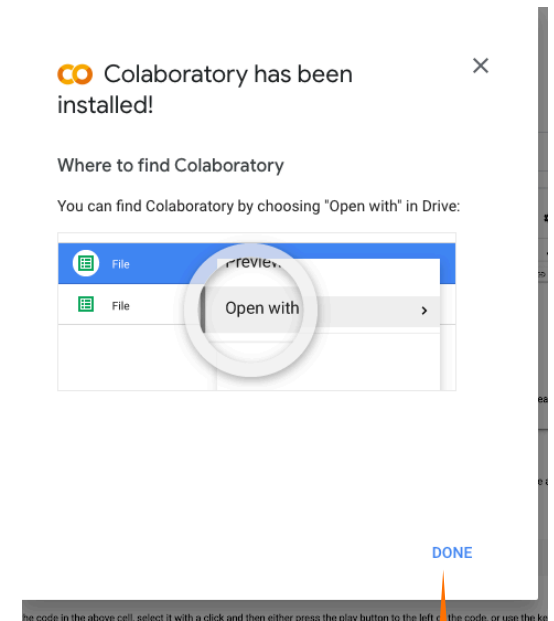 CO Colaboratory has been
installed!
Where to find Colaboratory
You can find Colaboratory by choosing "Open with" in Drive:
File
Preview
File
Open with
DONE
the code in the above cell, select it with a click and then either press the play button to the left of the code, or use the